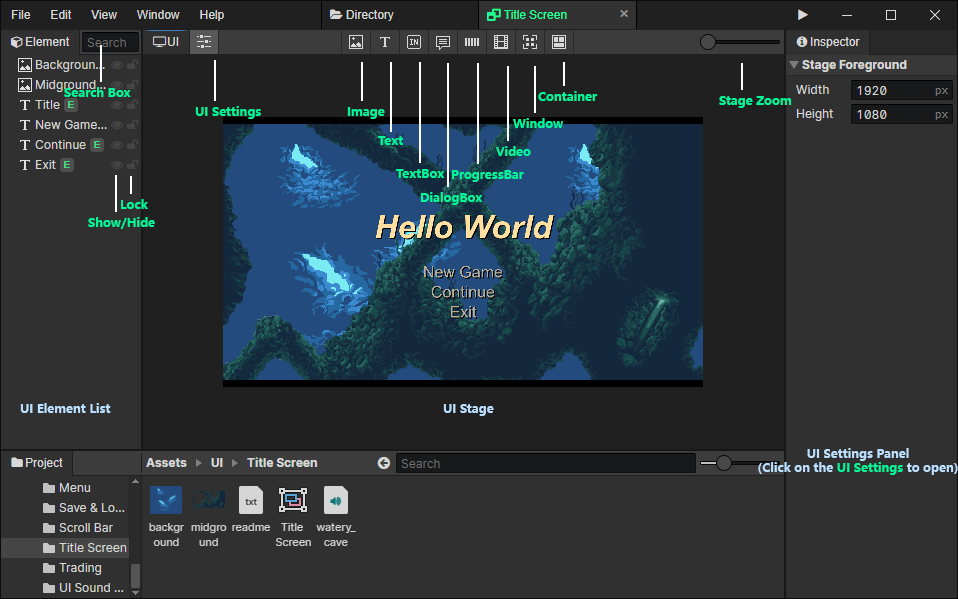 File Edit View Window Help Directory Title Screen
Element Search UI IN Inspector
Backgroun...
Midground...
Search Box
Title E
New Game...
Continue E
Exit E
Lock
Show/Hide
UI Settings
Image
Text
TextBox
DialogBox
ProgressBar
Video
Window
Container
Stage Zoom
Stage Foreground
Width 1920 px
Height 1080 px
Hello World
New Game
Continue
Exit
UI Element List
UI Stage
UI Settings Panel
(Click on the UI Settings to open)
Project Assets UI Title Screen Search
Menu
Save & Lo...
Scroll Bar
Title Screen
Trading
UI Sound ...
txt
backgr
ound
midgro
und
readme
Title
Screen
watery_
cave